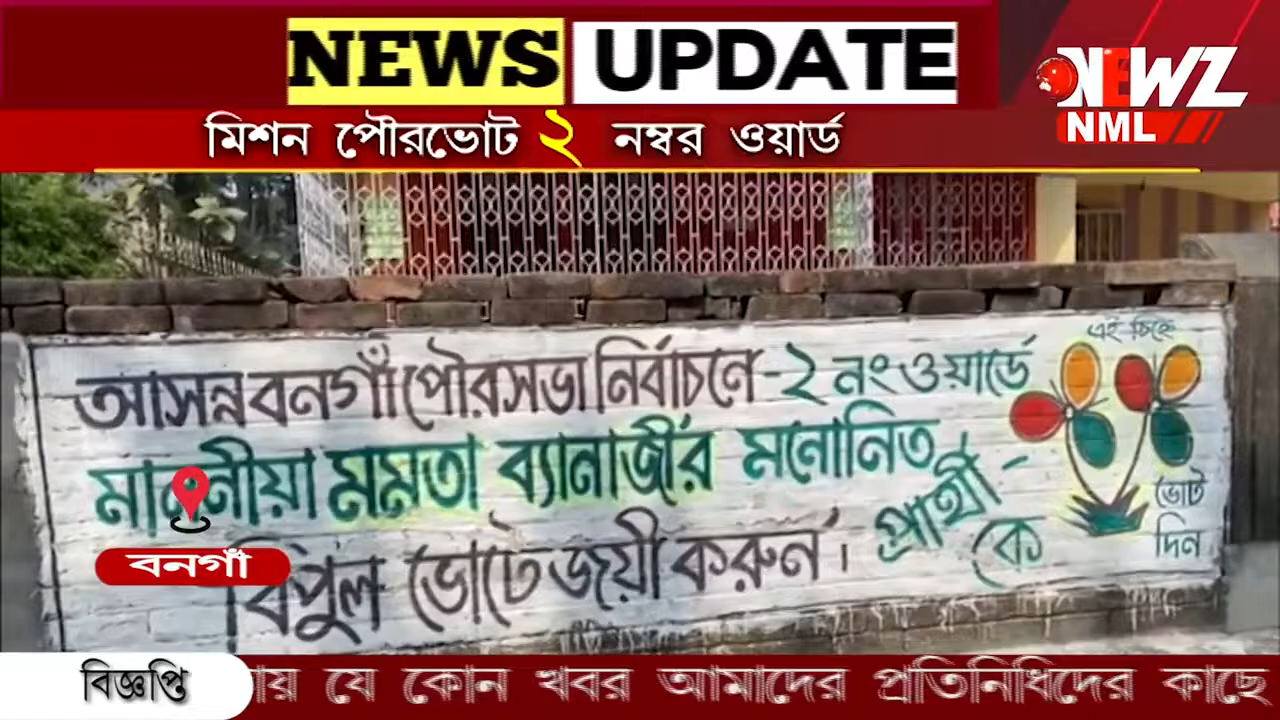 NEWS UPDATE
NEWZ
NML
মিশন পৌরভোট ২ নম্বর ওয়ার্ড
এই চিহ্নে
আসন্ন বনগাঁ পৌরসভা নির্বাচনে - ২ নং ওয়ার্ডে
মাননীয়া মমতা ব্যানার্জীর মনোনিত
প্রার্থী -
কে
ভোট
দিন
বিপুল ভোটে জয়ী করুন।
বনগাঁ
বিজ্ঞপ্তি
যে কোন খবর আমাদের প্রতিনিধিদের কাছে